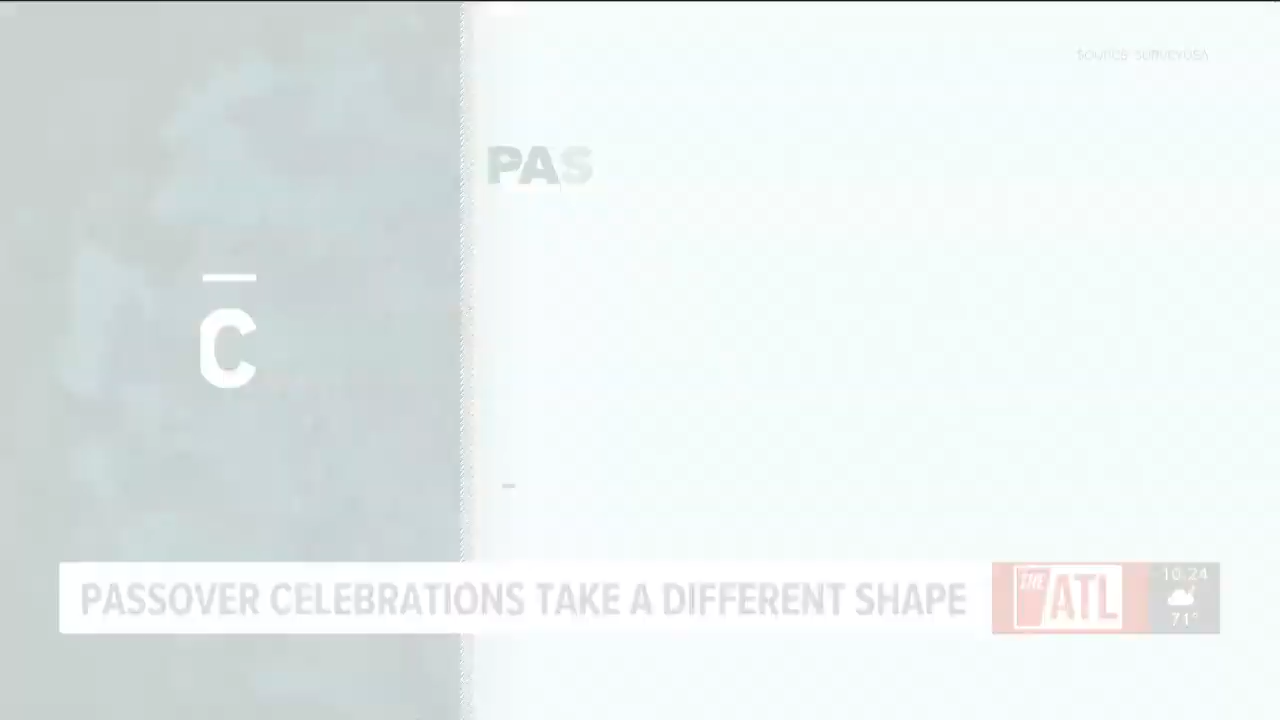 SOURCE: SURVEYUSA
PAS
C
PASSOVER CELEBRATIONS TAKE A DIFFERENT SHAPE
THE ATL
10:24
71°